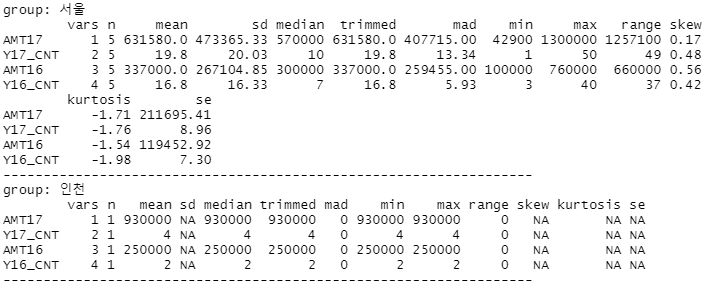 group: 서울
vars n mean sd median trimmed mad min max range skew
AMT17 1 5 631580.0 473365.33 570000 631580.0 407715.00 42900 1300000 1257100 0.17
Y17_CNT 2 5 19.8 20.03 10 19.8 13.34 1 50 49 0.48
AMT16 3 5 337000.0 267104.85 300000 337000.0 259455.00 100000 760000 660000 0.56
Y16_CNT 4 5 16.8 16.33 7 16.8 5.93 3 40 37 0.42
kurtosis se
AMT17 -1.71 211695.41
Y17_CNT -1.76 8.96
AMT16 -1.54 119452.92
Y16_CNT -1.98 7.30
------------------------------------------------------------------
group: 인천
vars n mean sd median trimmed mad min max range skew kurtosis se
AMT17 1 1 930000 NA 930000 930000 0 930000 930000 0 NA NA NA
Y17_CNT 2 1 4 NA 4 4 0 4 4 0 NA NA NA
AMT16 3 1 250000 NA 250000 250000 0 250000 250000 0 NA NA NA
Y16_CNT 4 1 2 NA 2 2 0 2 2 0 NA NA NA
------------------------------------------------------------------